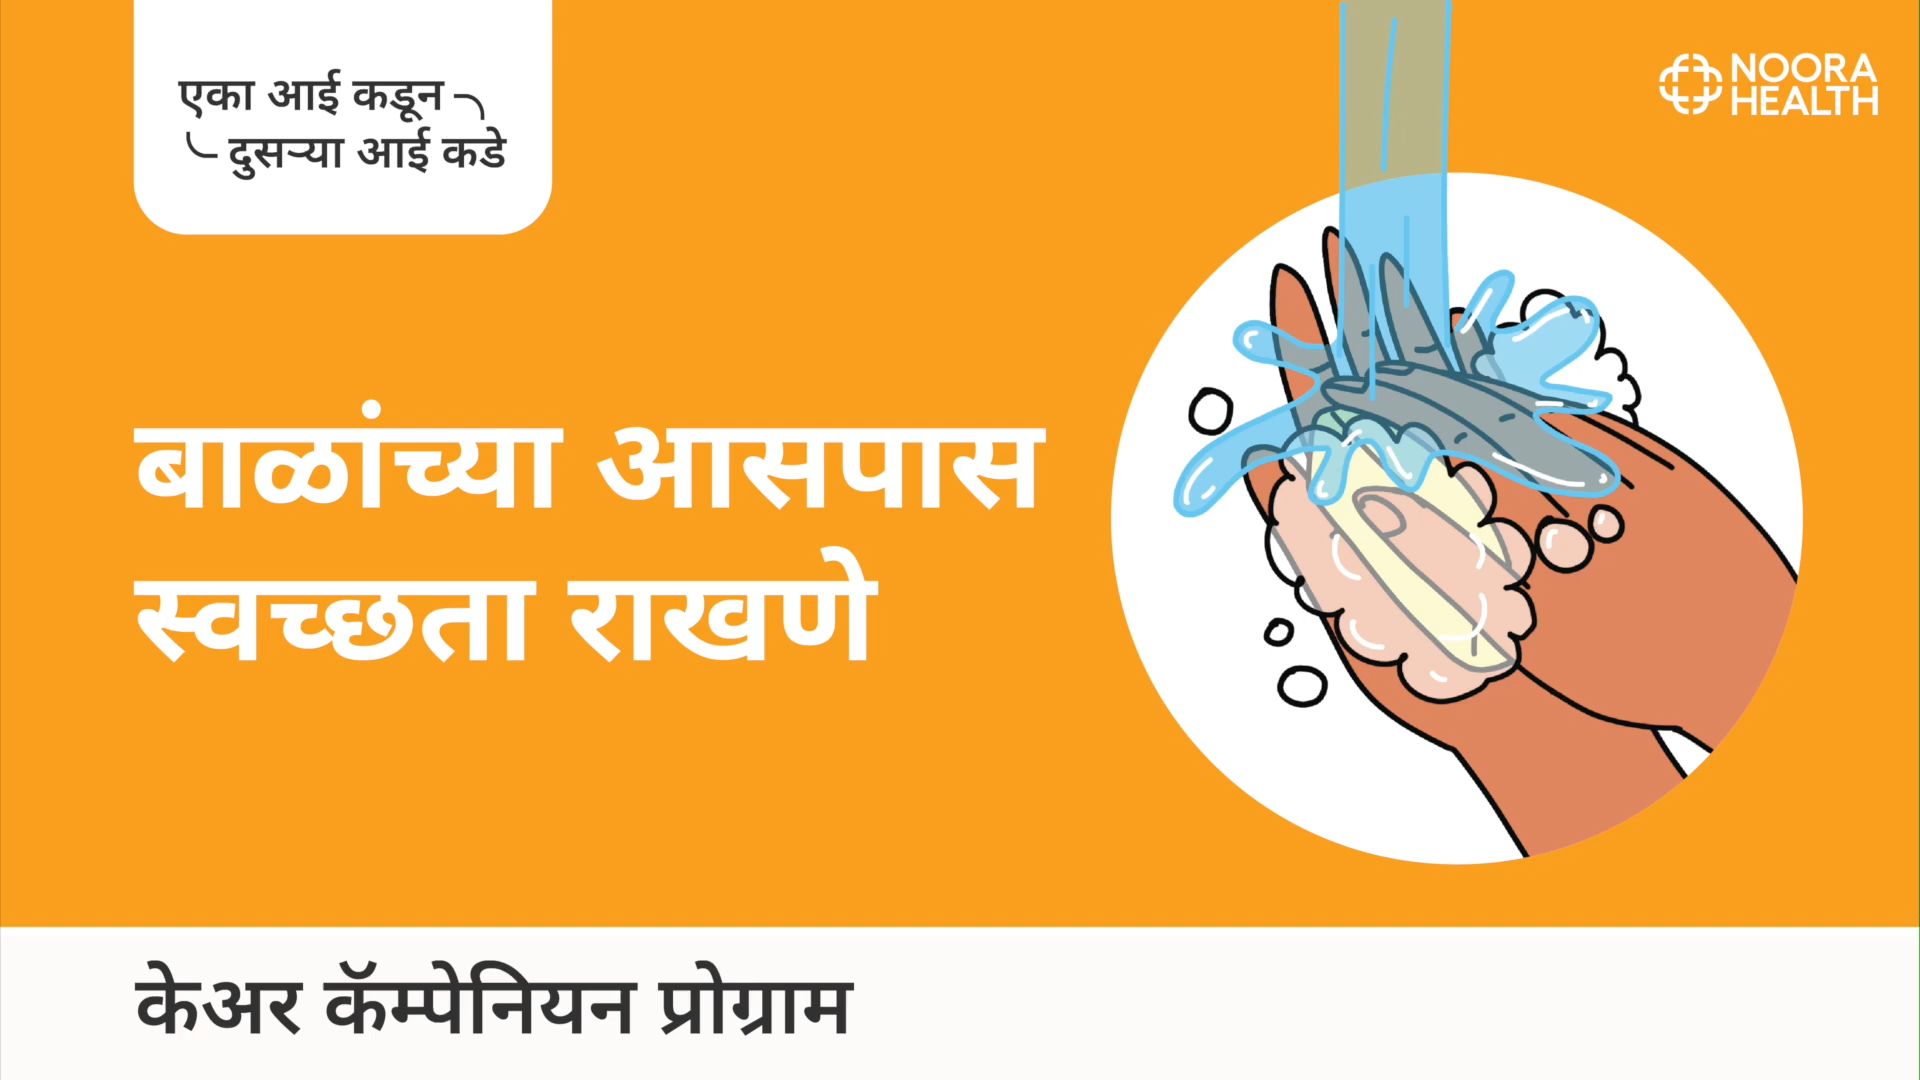 एका आई कडून
दुसऱ्या आई कडे
NOORA
HEALTH
बाळांच्या आसपास
स्वच्छता राखणे
केअर कॅम्पेनियन प्रोग्राम